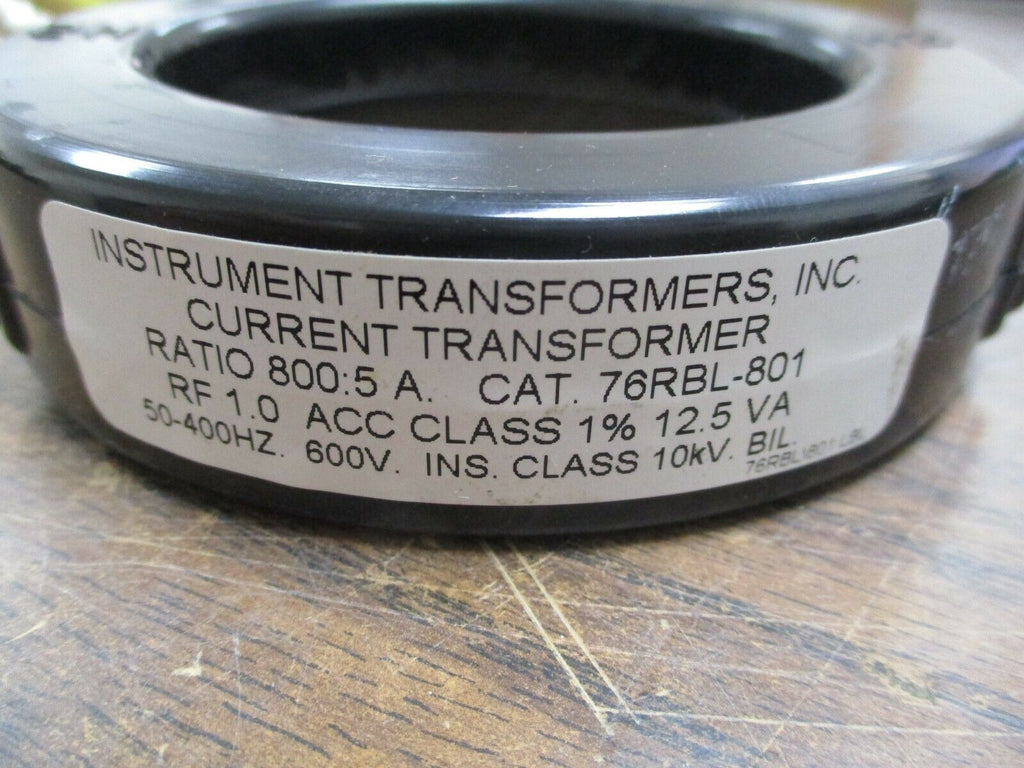 INSTRUMENT TRANSFORMERS, INC.
CURRENT TRANSFORMER
RATIO 800:5 A. CAT. 76RBL-801
RF 1.0 ACC CLASS 1% 12.5 VA
50-400HZ. 600V. INS. CLASS 10kV. BIL.
76RBL\801.LBL